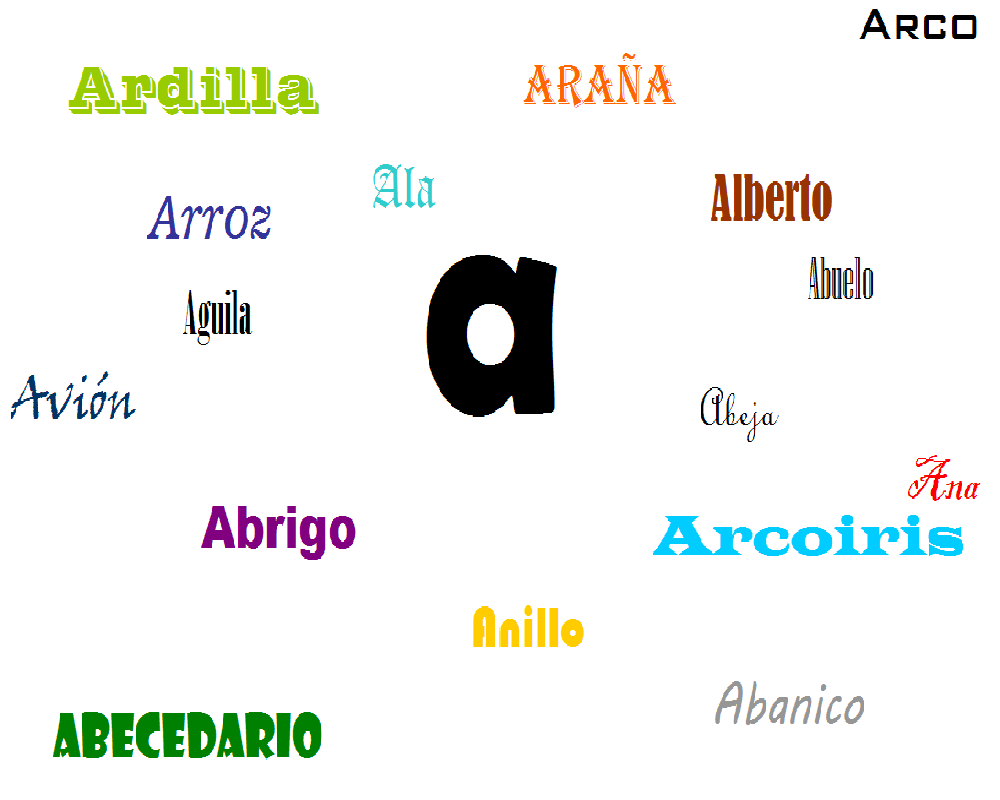 Arco
Ardilla
ARAÑA
Ala
Alberto
Arroz
Abuelo
Aguila
a
Avión
Abeja
Ana
Abrigo
Arcoiris
Anillo
Abanico
ABECEDARIO